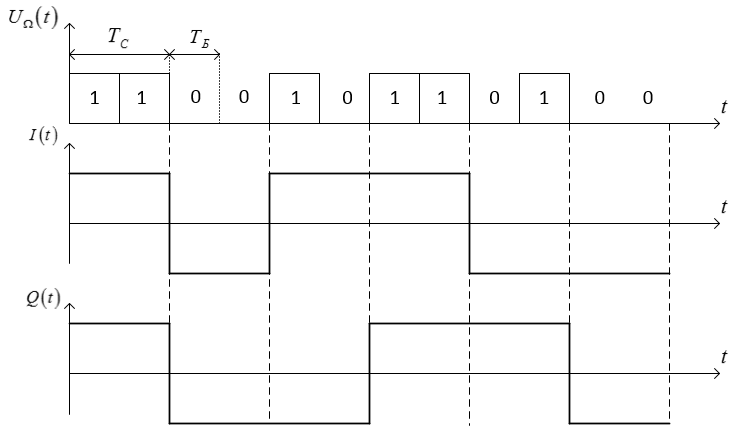 U_Ω(t)
T_C T_Б
1 1 0 0 1 0 1 1 0 1 0 0
t
I(t)
t
Q(t)
t